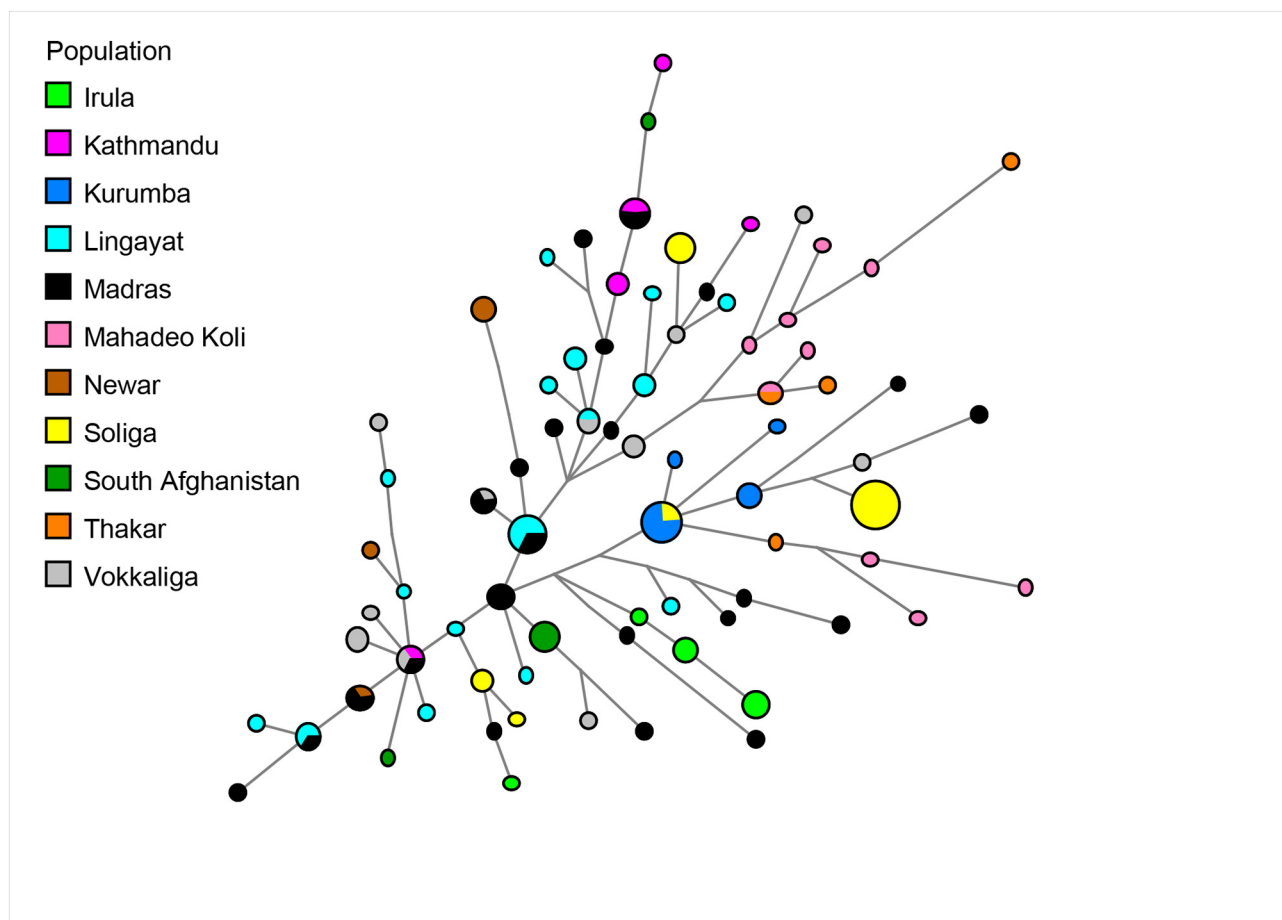 Population
Irula
Kathmandu
Kurumba
Lingayat
Madras
Mahadeo Koli
Newar
Soliga
South Afghanistan
Thakar
Vokkaliga